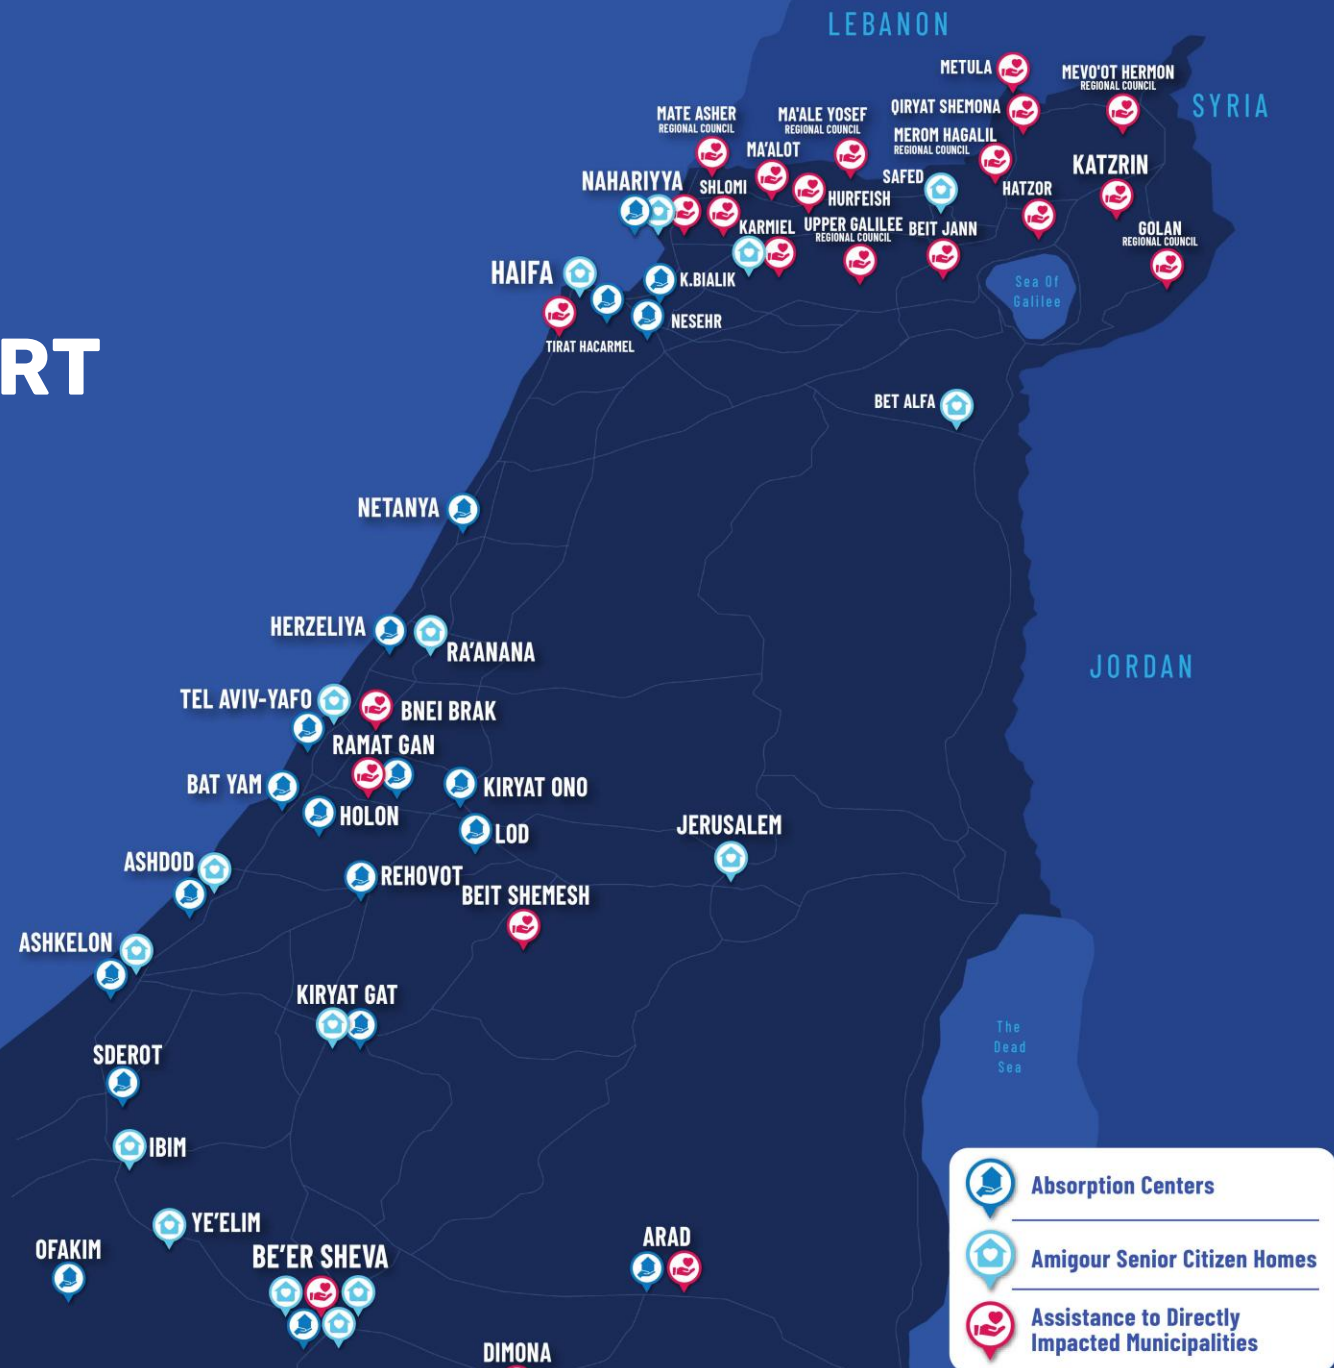 LEBANON
METULA
MEVO'OT HERMON
REGIONAL COUNCIL
SYRIA
QIRYAT SHEMONA
MATE ASHER
REGIONAL COUNCIL
MA'ALE YOSEF
REGIONAL COUNCIL
MEROM HAGALIL
REGIONAL COUNCIL
MA'ALOT
KATZRIN
NAHARIYYA
SHLOMI
SAFED
HATZOR
HURFEISH
KARMIEL
UPPER GALILEE
REGIONAL COUNCIL
BEIT JANN
GOLAN
REGIONAL COUNCIL
HAIFA
K.BIALIK
Sea Of
Galilee
NESEHR
TIRAT HACARMEL
RT
BET ALFA
NETANYA
HERZELIYA
RA'ANANA
JORDAN
TEL AVIV-YAFO
BNEI BRAK
RAMAT GAN
BAT YAM
KIRYAT ONO
HOLON
LOD
JERUSALEM
ASHDOD
REHOVOT
BEIT SHEMESH
ASHKELON
KIRYAT GAT
The
Dead
Sea
SDEROT
IBIM
YE'ELIM
OFAKIM
BE'ER SHEVA
ARAD
DIMONA
Absorption Centers
Amigour Senior Citizen Homes
Assistance to Directly
Impacted Municipalities